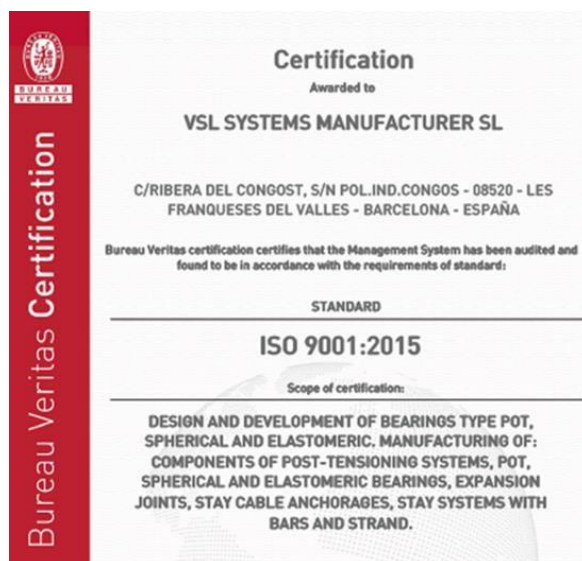 BUREAU
VERITAS
Bureau Veritas Certification
Certification
Awarded to
VSL SYSTEMS MANUFACTURER SL
C/RIBERA DEL CONGOST, S/N POL.IND.CONGOS - 08520 - LES
FRANQUESES DEL VALLES - BARCELONA - ESPAÑA
Bureau Veritas certification certifies that the Management System has been audited and
found to be in accordance with the requirements of standard:
STANDARD
ISO 9001:2015
Scope of certification:
DESIGN AND DEVELOPMENT OF BEARINGS TYPE POT,
SPHERICAL AND ELASTOMERIC. MANUFACTURING OF:
COMPONENTS OF POST-TENSIONING SYSTEMS, POT,
SPHERICAL AND ELASTOMERIC BEARINGS, EXPANSION
JOINTS, STAY CABLE ANCHORAGES, STAY SYSTEMS WITH
BARS AND STRAND.